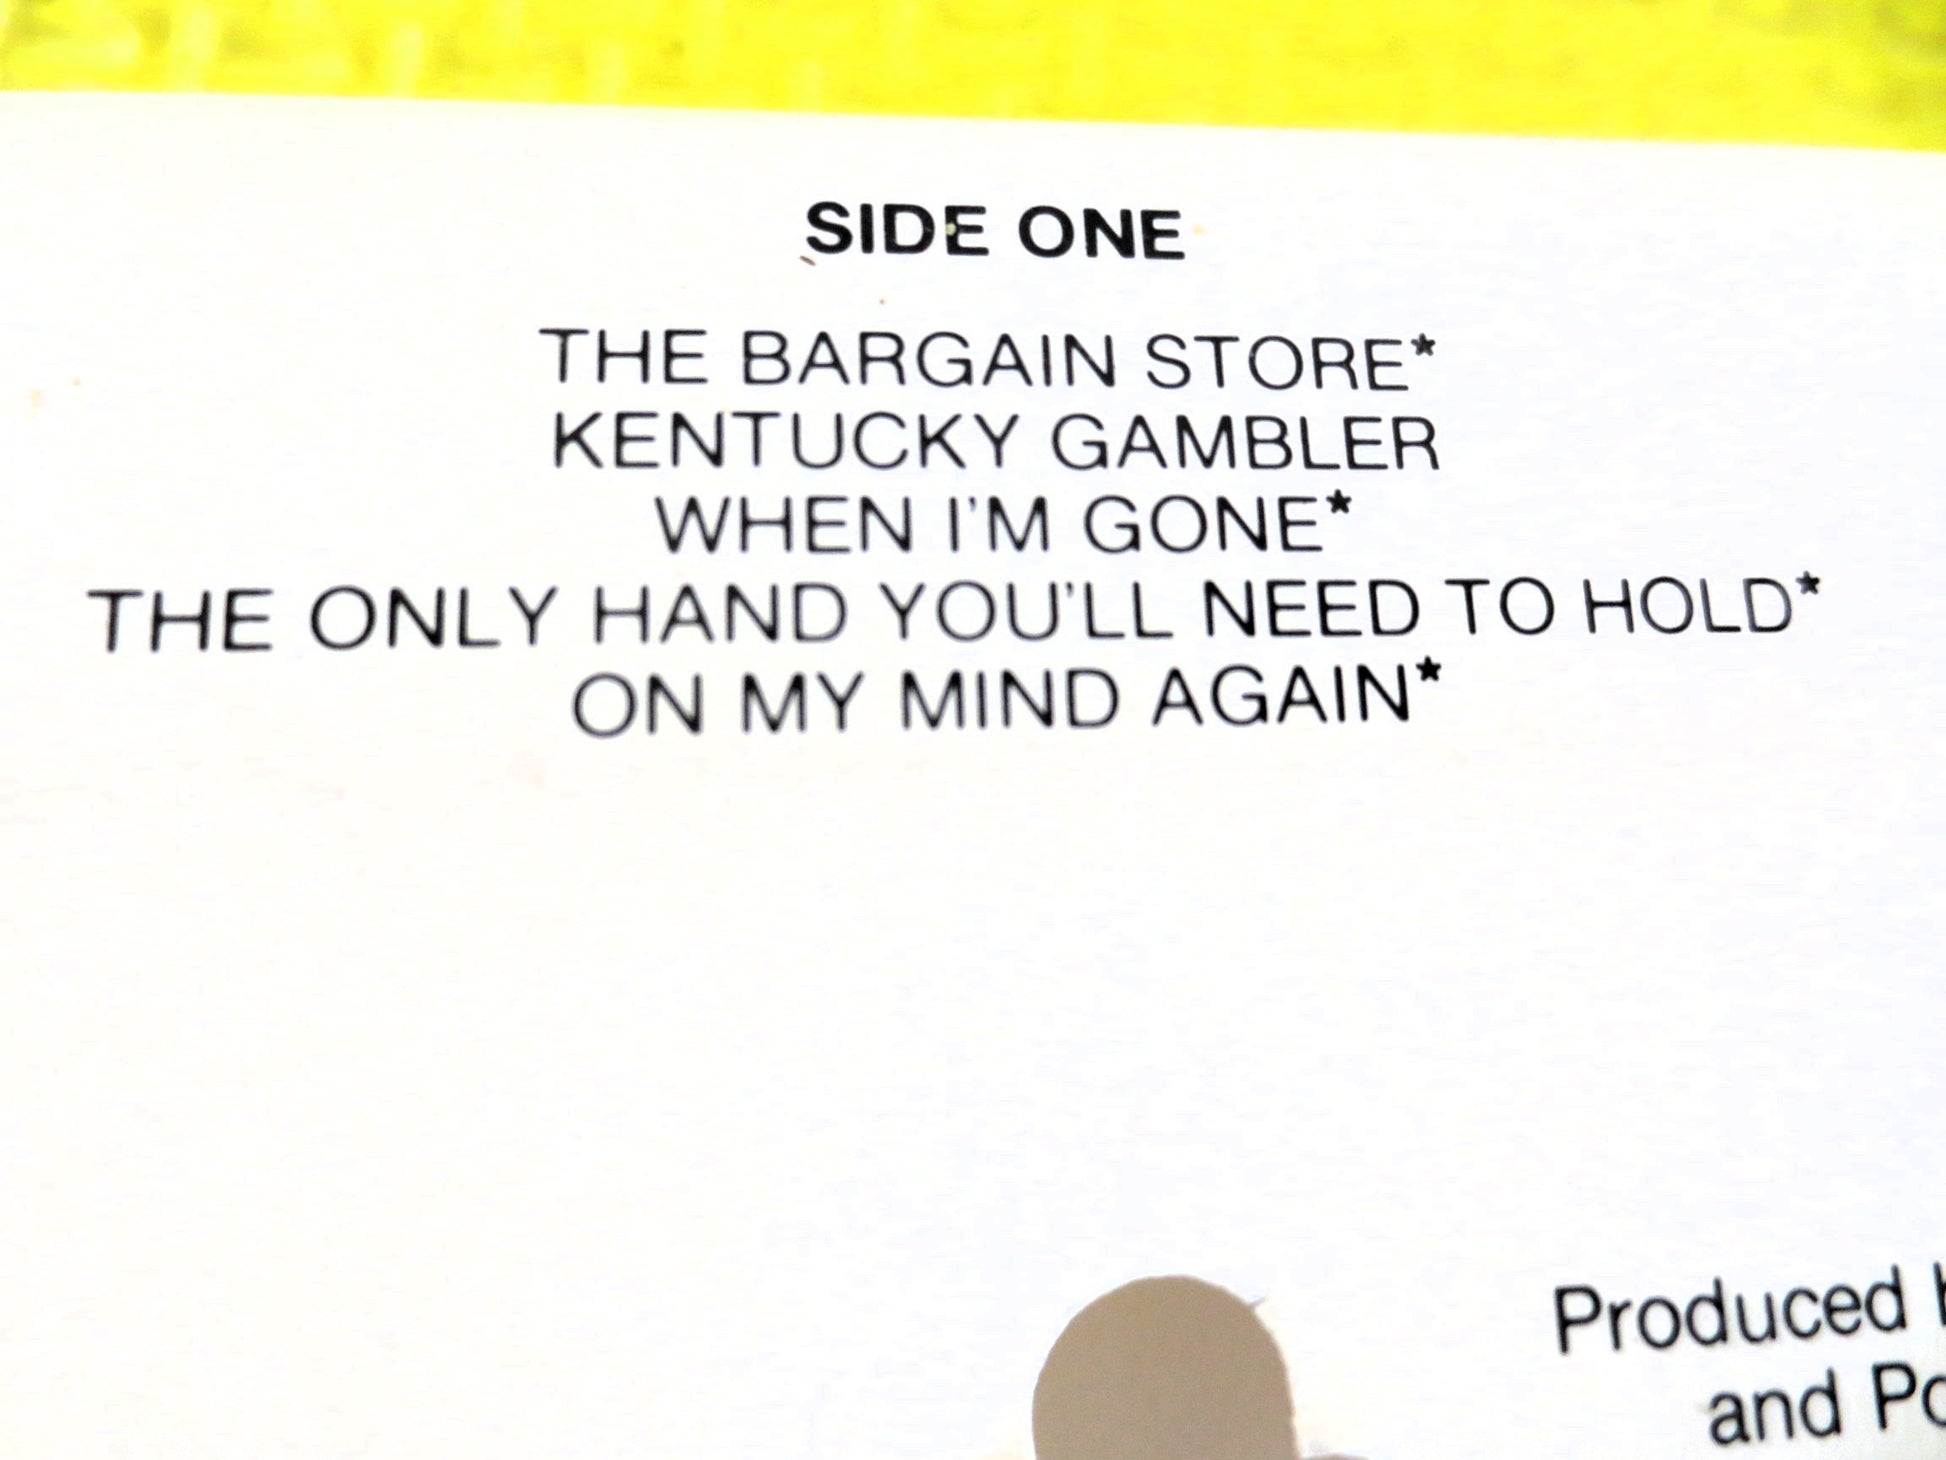 SIDE ONE
THE BARGAIN STORE*
KENTUCKY GAMBLER
WHEN I'M GONE*
THE ONLY HAND YOU'LL NEED TO HOLD*
ON MY MIND AGAIN*
Produced
and